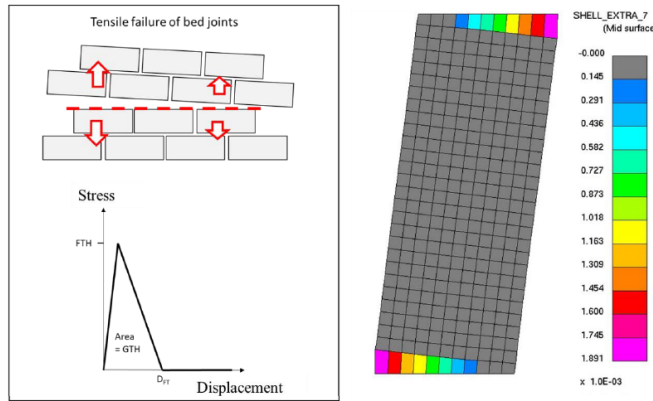 Tensile failure of bed joints
Stress
FTH
Area
= GTH
D_FT
Displacement
SHELL_EXTRA_7
(Mid surface
-0.000
0.145
0.291
0.436
0.582
0.727
0.873
1.018
1.163
1.309
1.454
1.600
1.745
1.891
x 1.0E-03